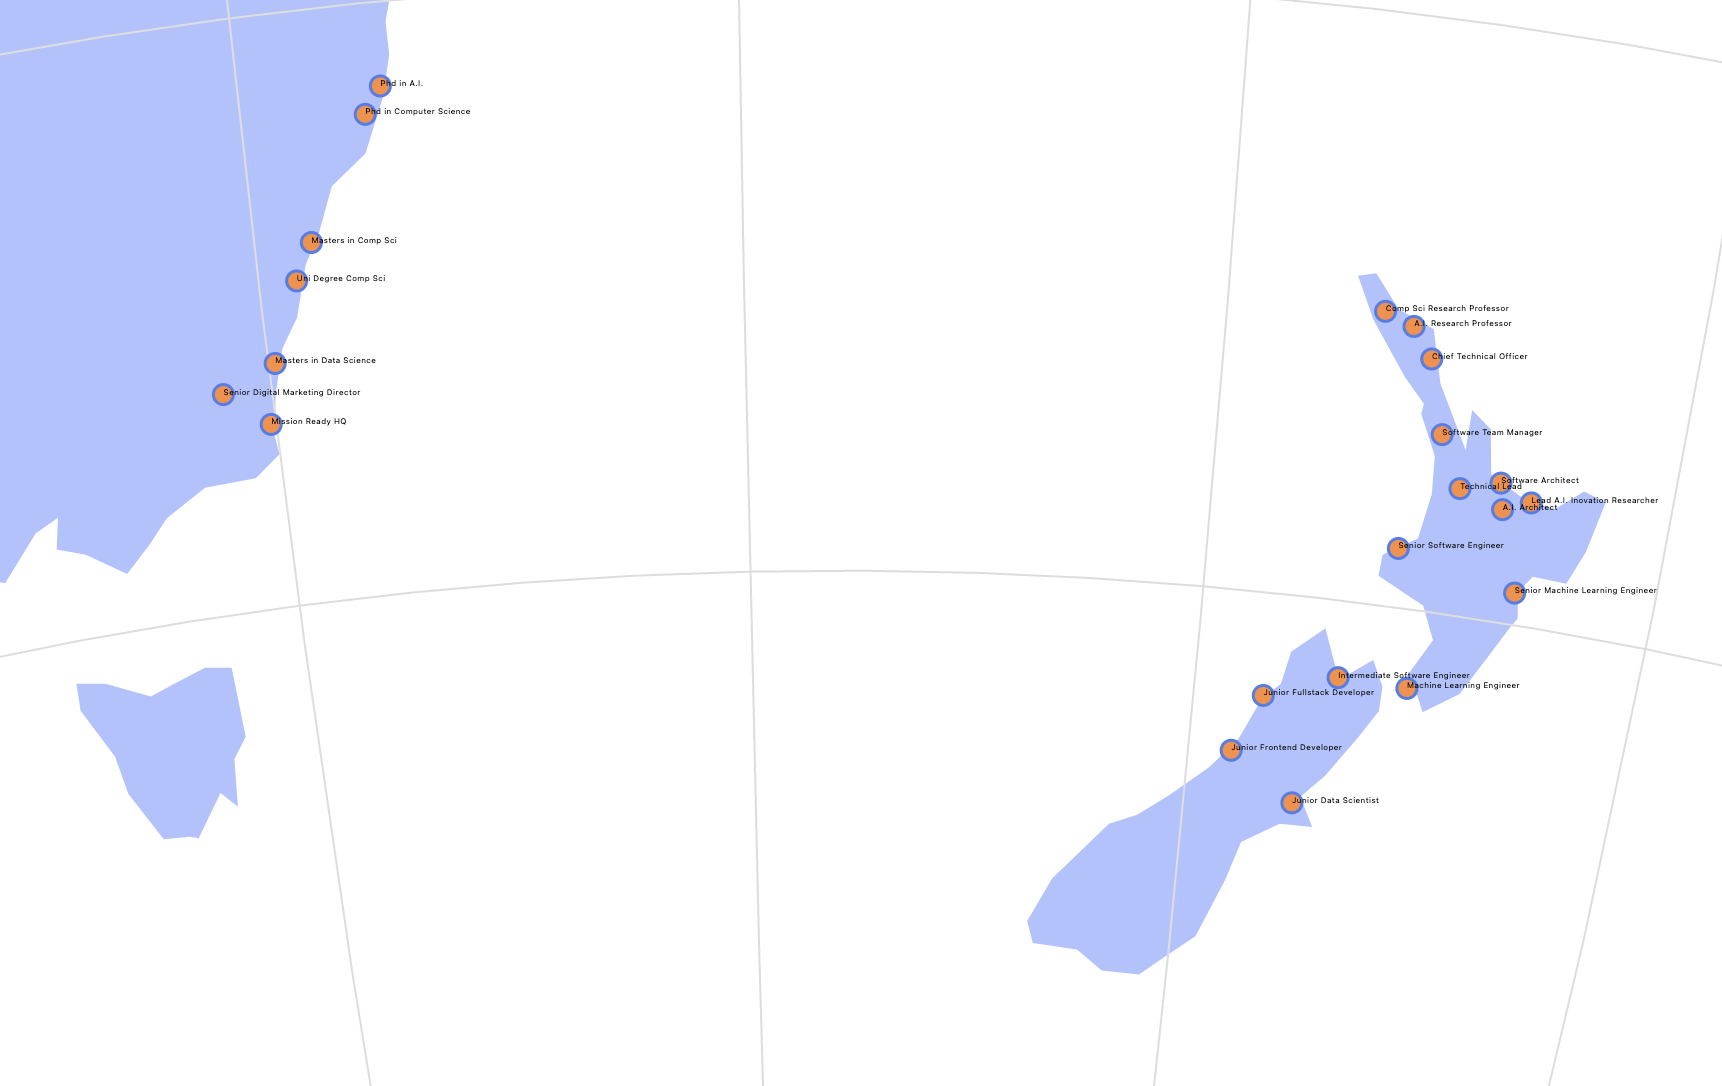 Phd in A.I.
Phd in Computer Science
Masters in Comp Sci
Uni Degree Comp Sci
Masters in Data Science
Senior Digital Marketing Director
Mission Ready HQ
Comp Sci Research Professor
A.I. Research Professor
Chief Technical Officer
Software Team Manager
Software Architect
Technical Lead
Lead A.I. Inovation Researcher
A.I. Architect
Senior Software Engineer
Senior Machine Learning Engineer
Intermediate Software Engineer
Machine Learning Engineer
Junior Fullstack Developer
Junior Frontend Developer
Junior Data Scientist